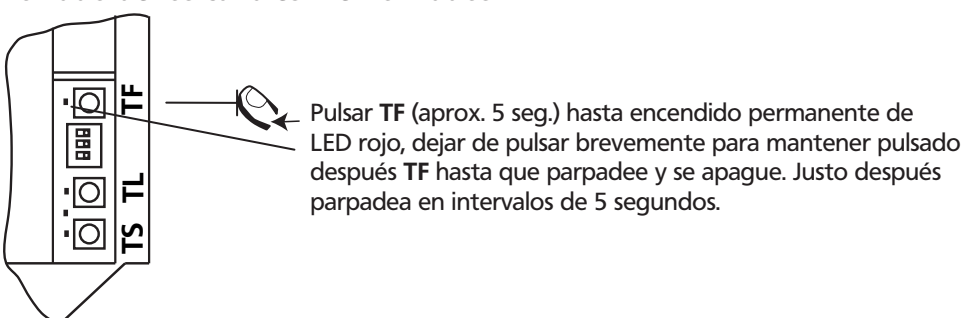 TF
TL
TS
Pulsar TF (aprox. 5 seg.) hasta encendido permanente de
LED rojo, dejar de pulsar brevemente para mantener pulsado
después TF hasta que parpadee y se apague. Justo después
parpadea en intervalos de 5 segundos.